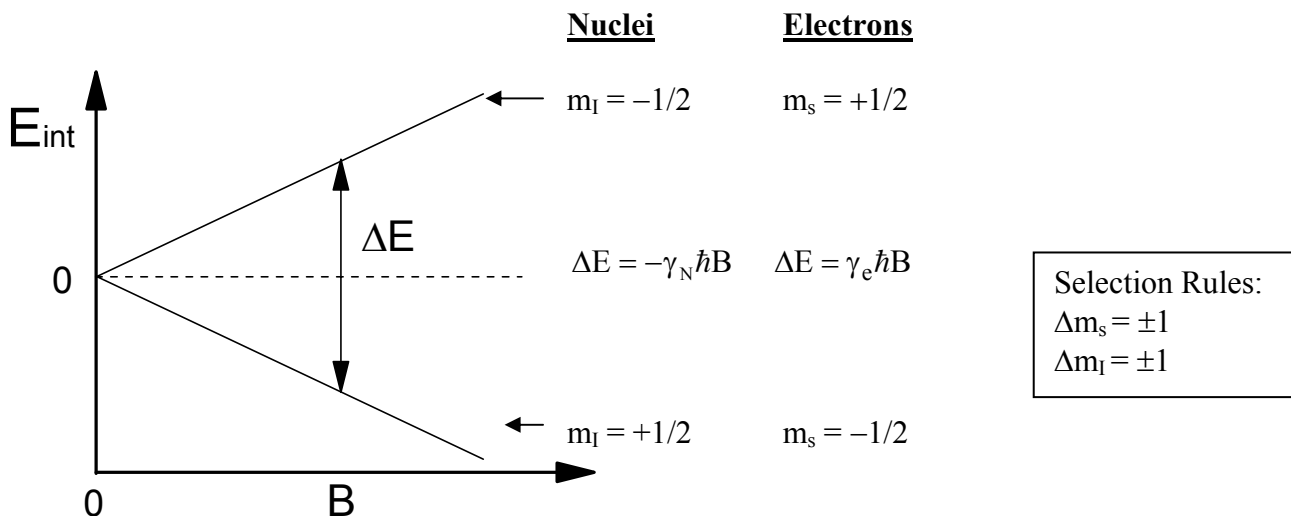 Nuclei Electrons
m_I = −1/2 m_s = +1/2
E_int
ΔE
0
ΔE = −γ_N ℏB ΔE = γ_e ℏB
Selection Rules:
Δm_s = ±1
Δm_I = ±1
m_I = +1/2 m_s = −1/2
0 B